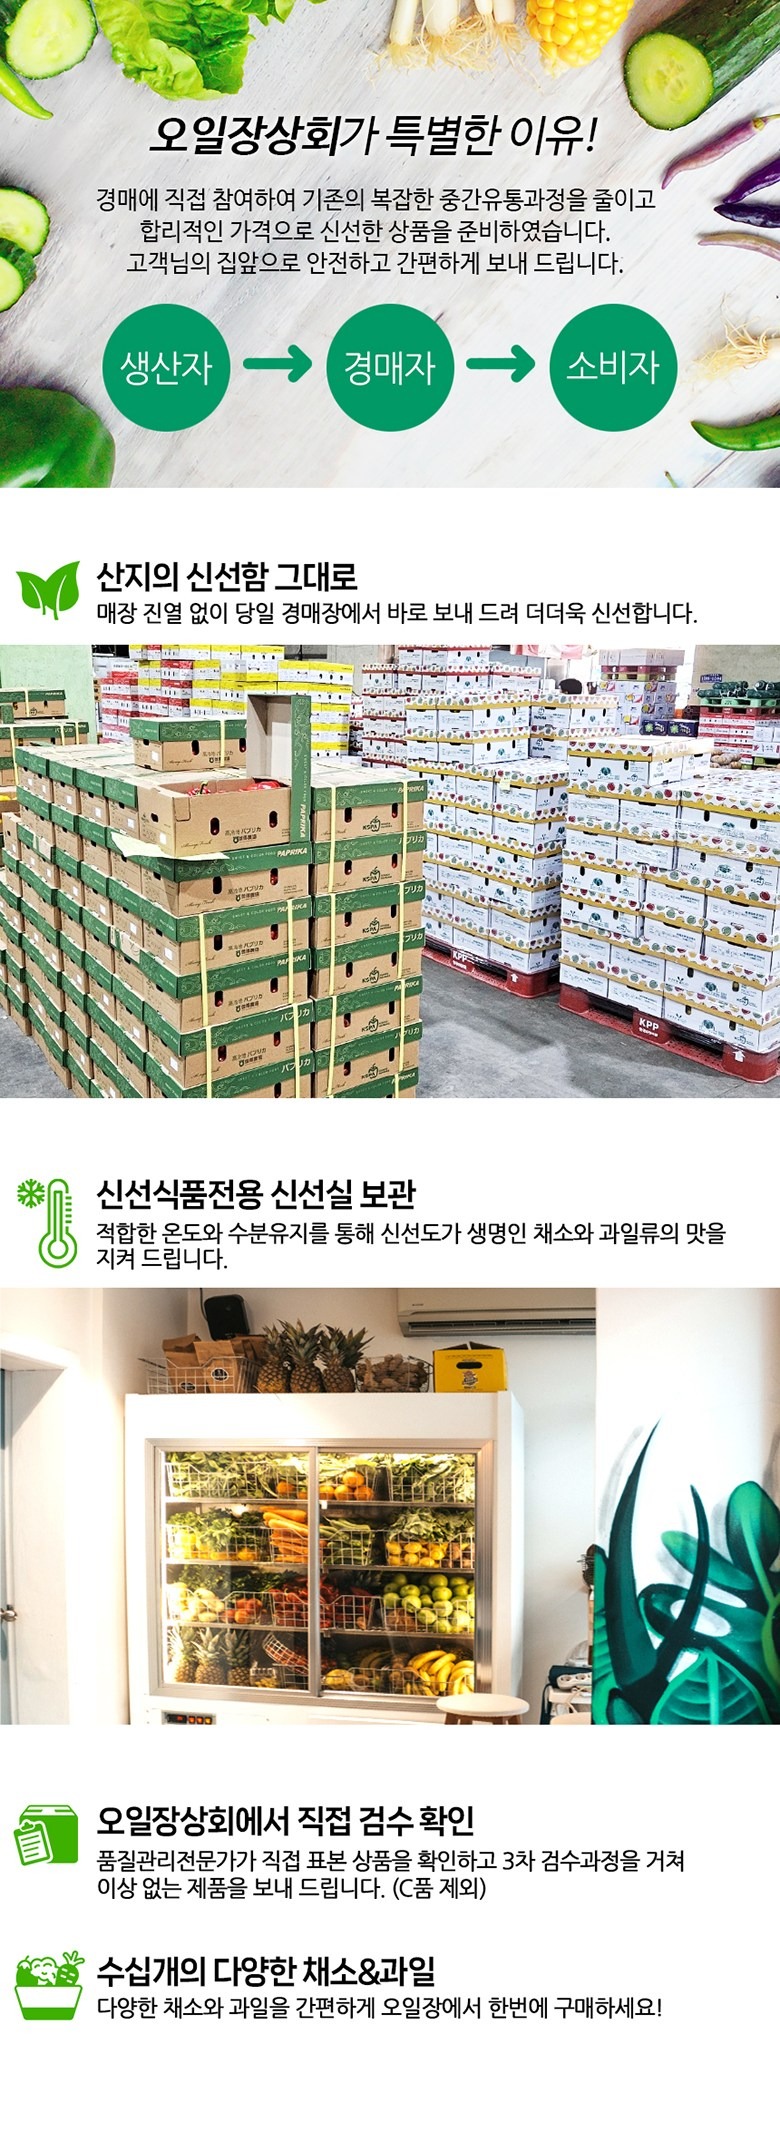 오일장상회가 특별한 이유!
경매에 직접 참여하여 기존의 복잡한 중간유통과정을 줄이고
합리적인 가격으로 신선한 상품을 준비하였습니다.
고객님의 집앞으로 안전하고 간편하게 보내 드립니다.
생산자
경매자
소비자
산지의 신선함 그대로
매장 진열 없이 당일 경매장에서 바로 보내 드려 더더욱 신선합니다.
PAPRIKA
パプリカ
KSPA
KPP
KPP
신선식품전용 신선실 보관
적합한 온도와 수분유지를 통해 신선도가 생명인 채소와 과일류의 맛을
지켜 드립니다.
오일장상회에서 직접 검수 확인
품질관리전문가가 직접 표본 상품을 확인하고 3차 검수과정을 거쳐
이상 없는 제품을 보내 드립니다. (C품 제외)
수십개의 다양한 채소&과일
다양한 채소와 과일을 간편하게 오일장에서 한번에 구매하세요!